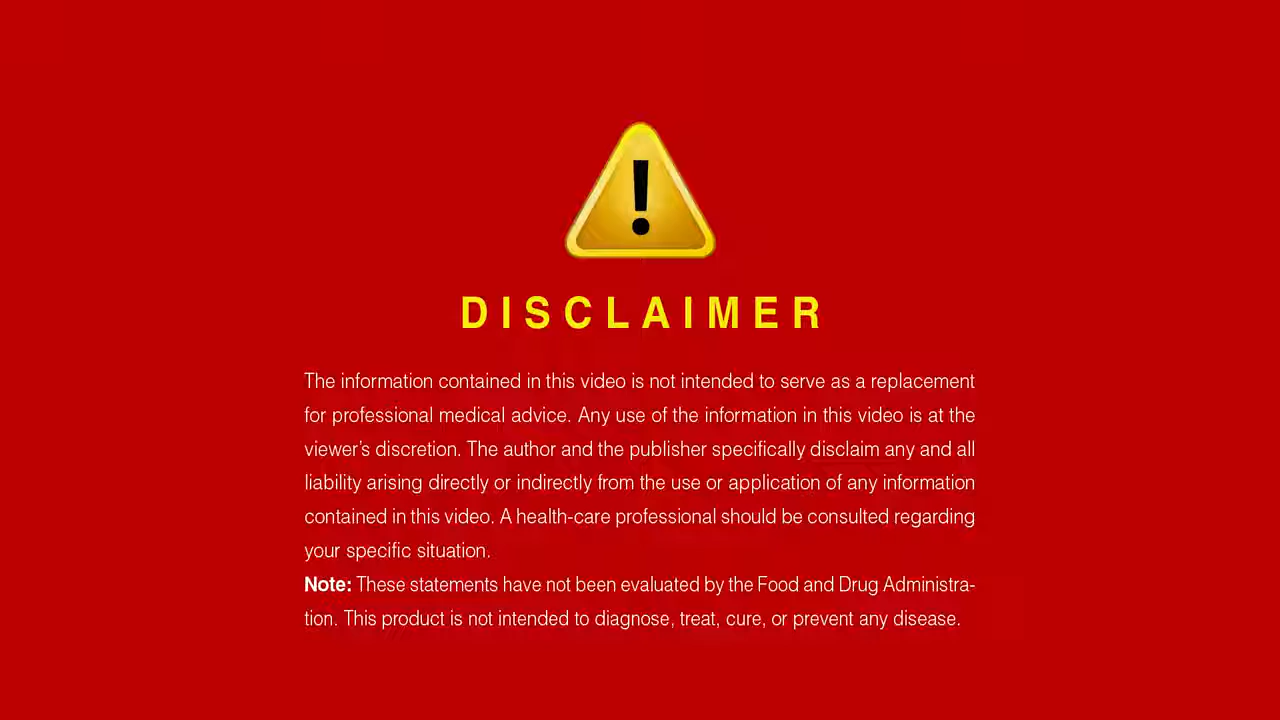 !
DISCLAIMER
The information contained in this video is not intended to serve as a replacement
for professional medical advice. Any use of the information in this video is at the
viewer's discretion. The author and the publisher specifically disclaim any and all
liability arising directly or indirectly from the use or application of any information
contained in this video. A health-care professional should be consulted regarding
your specific situation.
Note: These statements have not been evaluated by the Food and Drug Administra-
tion. This product is not intended to diagnose, treat, cure, or prevent any disease.